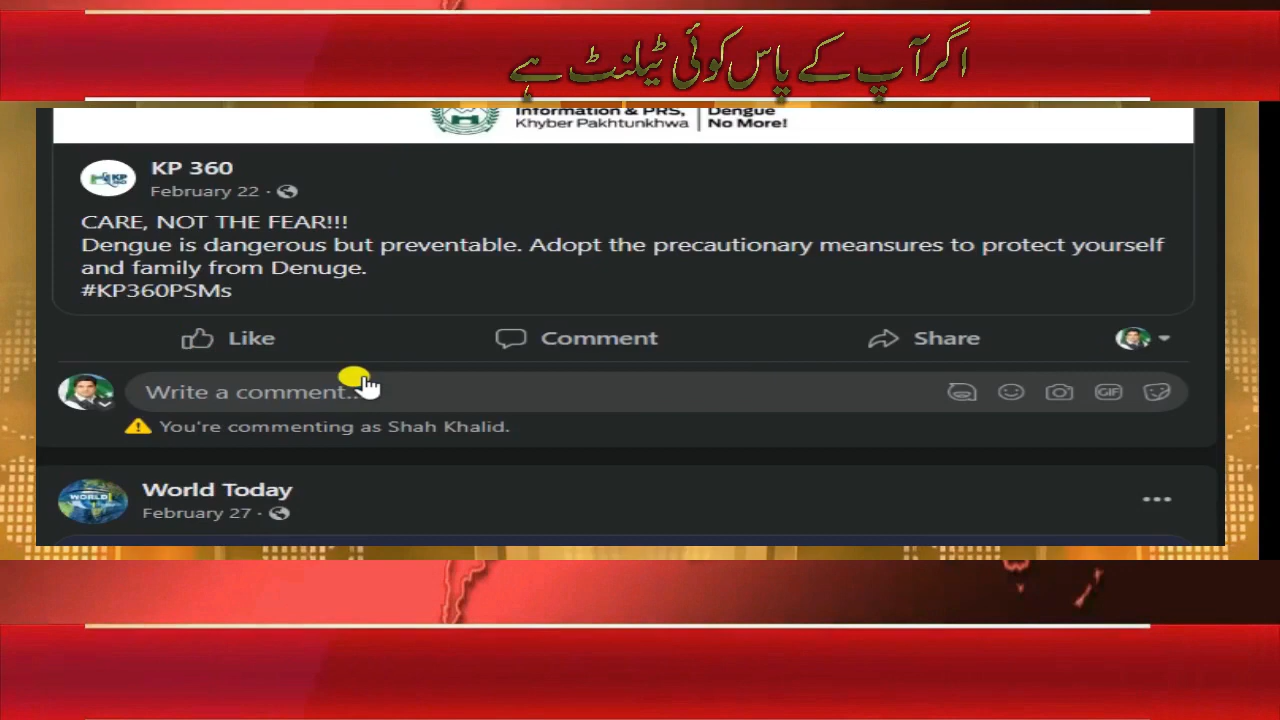 اگر آپ کے پاس کوئی ٹیلنٹ ہے
Information & PRS, Dengue
Khyber Pakhtunkhwa No More!
KP 360
February 22 ·
CARE, NOT THE FEAR!!!
Dengue is dangerous but preventable. Adopt the precautionary meansures to protect yourself
and family from Denuge.
#KP360PSMs
Like Comment Share
Write a comment...
GIF
You're commenting as Shah Khalid.
WORLD
World Today
February 27 ·